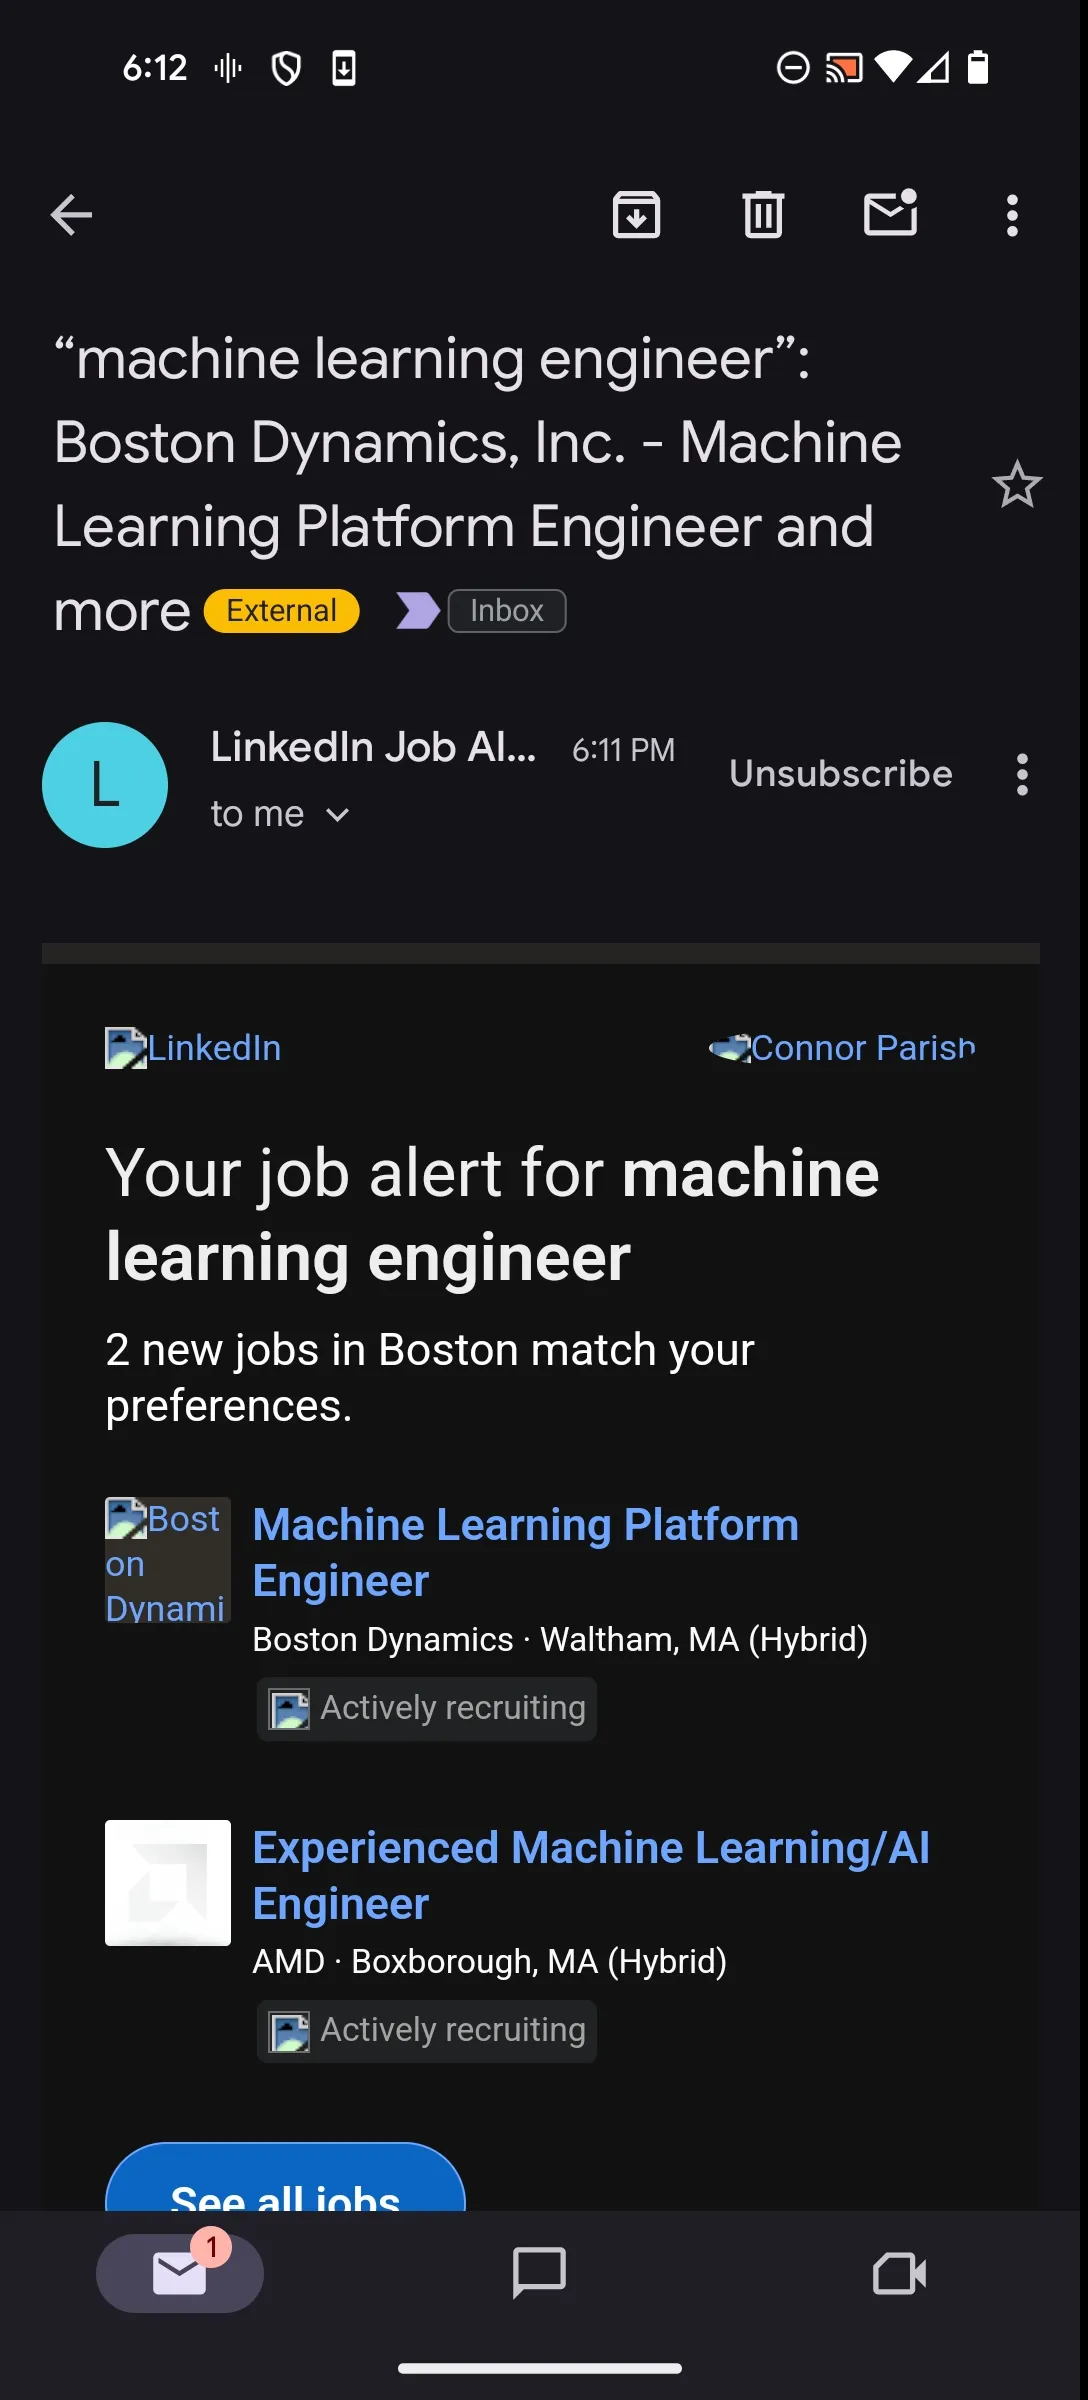 6:12
“machine learning engineer”:
Boston Dynamics, Inc. - Machine
Learning Platform Engineer and
more External Inbox
L
LinkedIn Job Al... 6:11 PM
Unsubscribe
to me
LinkedIn
Connor Parish
Your job alert for machine
learning engineer
2 new jobs in Boston match your
preferences.
Bost
on
Dynami
Machine Learning Platform
Engineer
Boston Dynamics · Waltham, MA (Hybrid)
Actively recruiting
Experienced Machine Learning/AI
Engineer
AMD · Boxborough, MA (Hybrid)
Actively recruiting
See all jobs
1